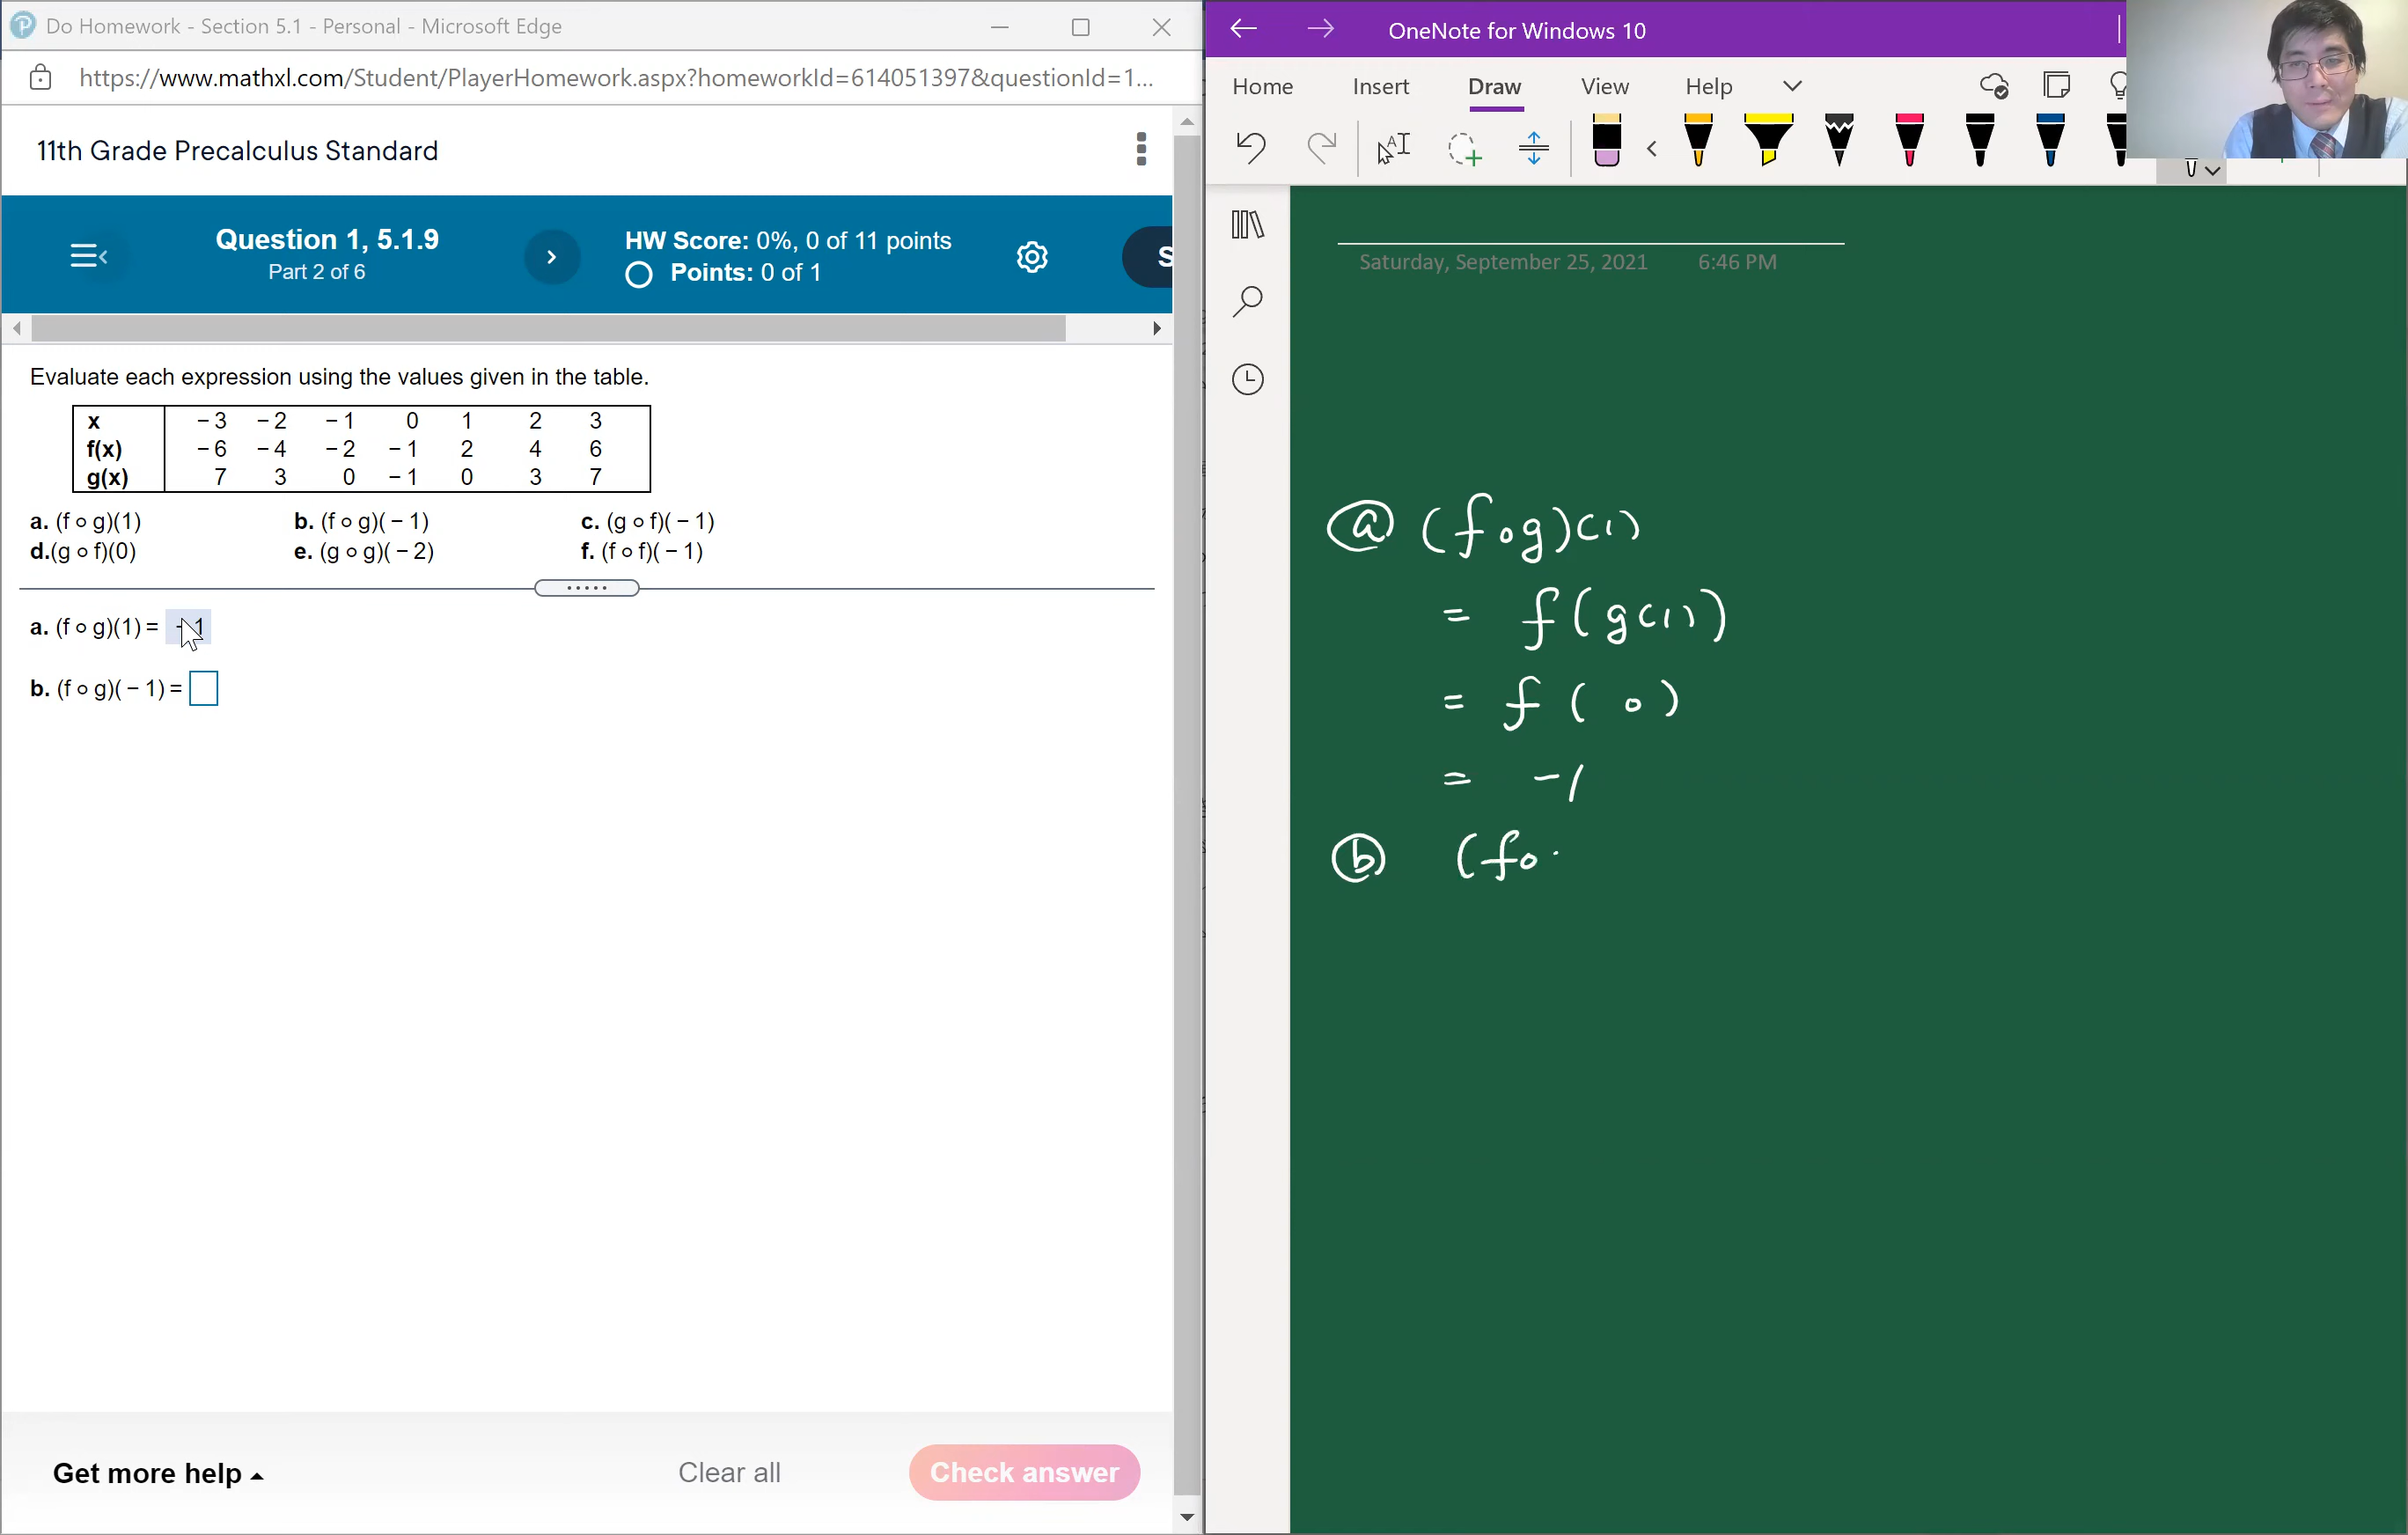 Do Homework - Section 5.1 - Personal - Microsoft Edge
https://www.mathxl.com/Student/PlayerHomework.aspx?homeworkId=614051397&questionId=1...
11th Grade Precalculus Standard
Question 1, 5.1.9
Part 2 of 6
HW Score: 0%, 0 of 11 points
Points: 0 of 1
S
Evaluate each expression using the values given in the table.
x −3 −2 −1 0 1 2 3
f(x) −6 −4 −2 −1 2 4 6
g(x) 7 3 0 −1 0 3 7
a. (f ∘ g)(1) b. (f ∘ g)(−1) c. (g ∘ f)(−1)
d.(g ∘ f)(0) e. (g ∘ g)(−2) f. (f ∘ f)(−1)
a. (f ∘ g)(1) = −1
b. (f ∘ g)(−1) =
Get more help
Clear all
Check answer
OneNote for Windows 10
Home Insert Draw View Help
Saturday, September 25, 2021 6:46 PM
ⓐ (f∘g)(1)
= f(g(1))
= f(0)
= -1
ⓑ (f∘